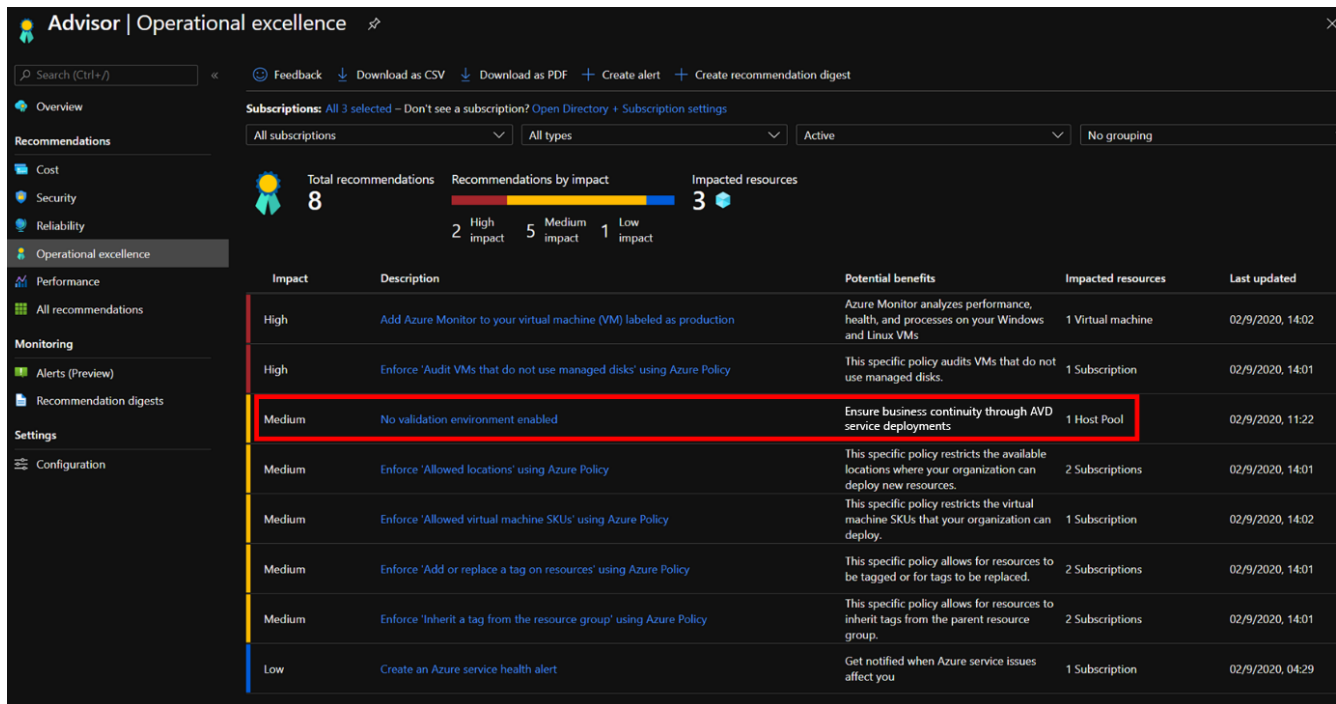 Advisor | Operational excellence
Search (Ctrl+/)
«
Feedback
Download as CSV
Download as PDF
Create alert
Create recommendation digest
Overview
Recommendations
Cost
Security
Reliability
Operational excellence
Performance
All recommendations
Monitoring
Alerts (Preview)
Recommendation digests
Settings
Configuration
Subscriptions: All 3 selected – Don't see a subscription? Open Directory + Subscription settings
All subscriptions
All types
Active
No grouping
Total recommendations
8
Recommendations by impact
2 High impact
5 Medium impact
1 Low impact
Impacted resources
3
Impact Description Potential benefits Impacted resources Last updated
High
Add Azure Monitor to your virtual machine (VM) labeled as production
Azure Monitor analyzes performance,
health, and processes on your Windows
and Linux VMs
1 Virtual machine
02/9/2020, 14:02
High
Enforce 'Audit VMs that do not use managed disks' using Azure Policy
This specific policy audits VMs that do not
use managed disks.
1 Subscription
02/9/2020, 14:01
Medium
No validation environment enabled
Ensure business continuity through AVD
service deployments
1 Host Pool
02/9/2020, 11:22
Medium
Enforce 'Allowed locations' using Azure Policy
This specific policy restricts the available
locations where your organization can
deploy new resources.
2 Subscriptions
02/9/2020, 14:01
Medium
Enforce 'Allowed virtual machine SKUs' using Azure Policy
This specific policy restricts the virtual
machine SKUs that your organization can
deploy.
1 Subscription
02/9/2020, 14:02
Medium
Enforce 'Add or replace a tag on resources' using Azure Policy
This specific policy allows for resources to
be tagged or for tags to be replaced.
2 Subscriptions
02/9/2020, 14:01
Medium
Enforce 'Inherit a tag from the resource group' using Azure Policy
This specific policy allows for resources to
inherit tags from the parent resource
group.
2 Subscriptions
02/9/2020, 14:01
Low
Create an Azure service health alert
Get notified when Azure service issues
affect you
1 Subscription
02/9/2020, 04:29